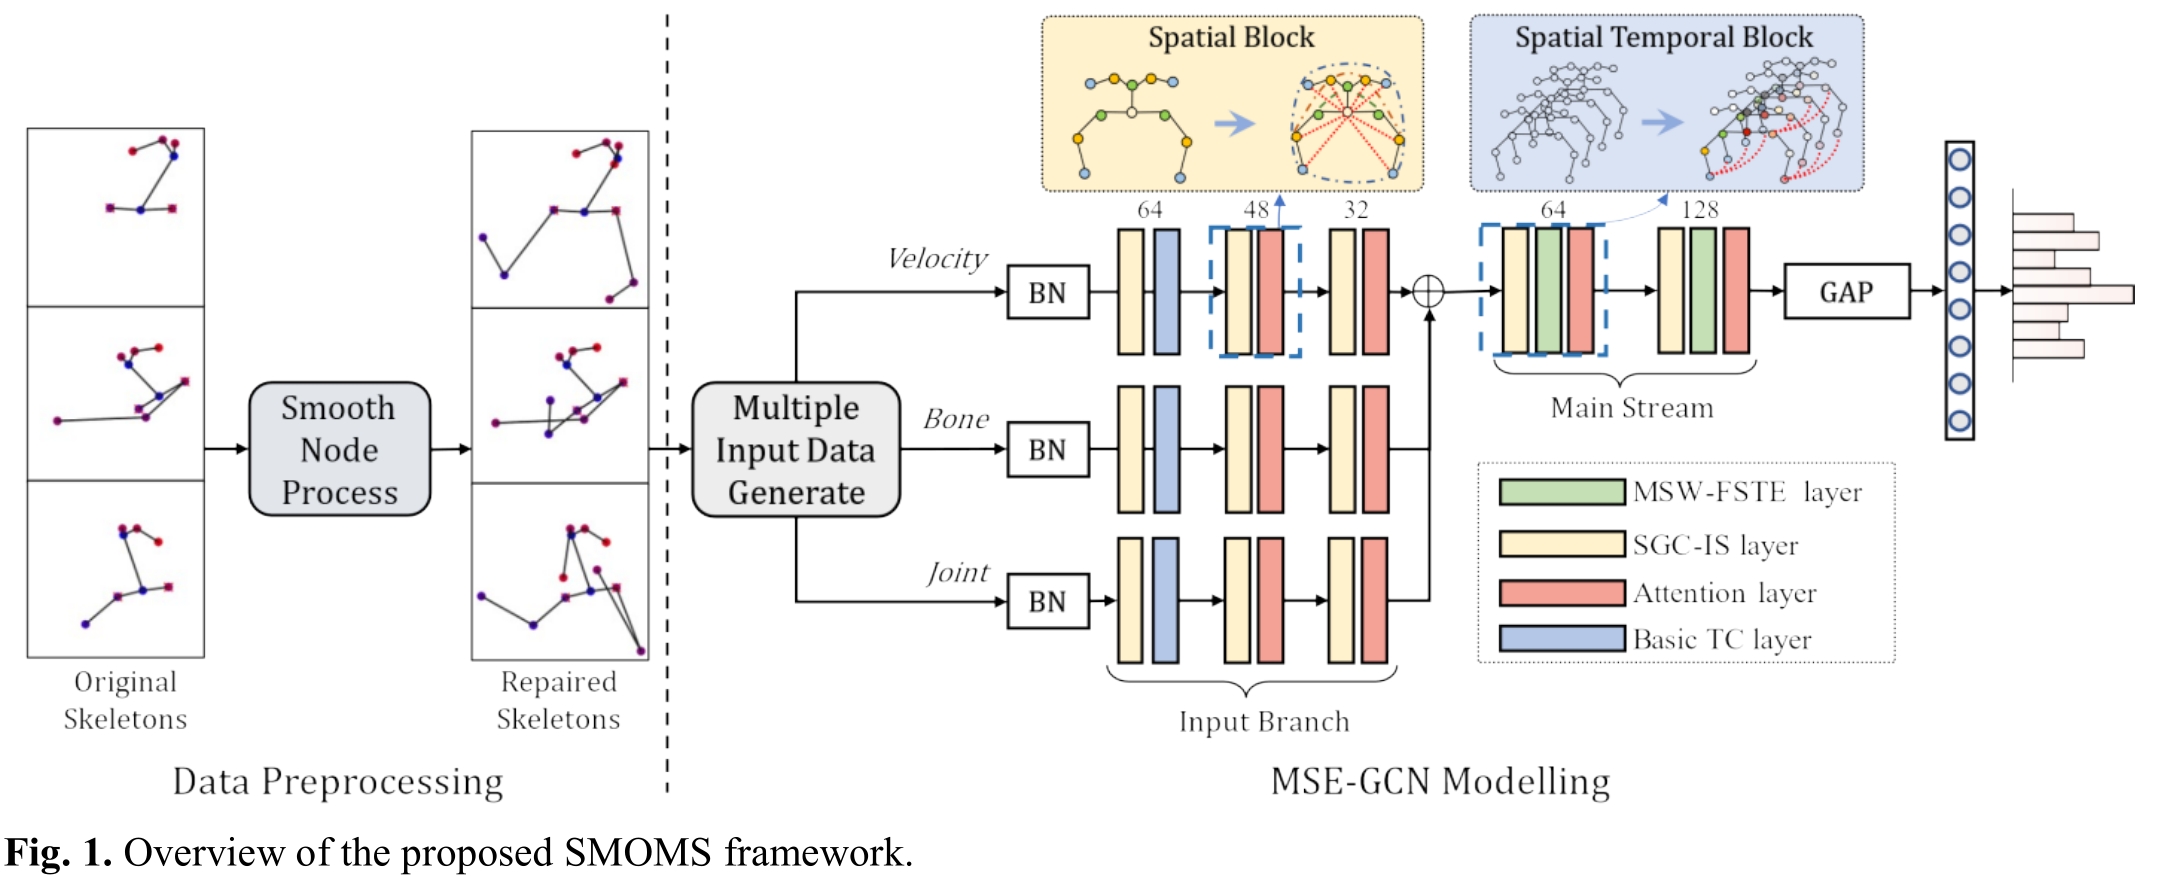 Spatial Block
Spatial Temporal Block
64
48
32
64
128
Velocity
BN
GAP
Smooth
Node
Process
Multiple
Input Data
Generate
Bone
BN
Main Stream
MSW-FSTE layer
SGC-IS layer
Attention layer
Basic TC layer
Joint
BN
Original
Skeletons
Repaired
Skeletons
Input Branch
Data Preprocessing
MSE-GCN Modelling
Fig. 1. Overview of the proposed SMOMS framework.